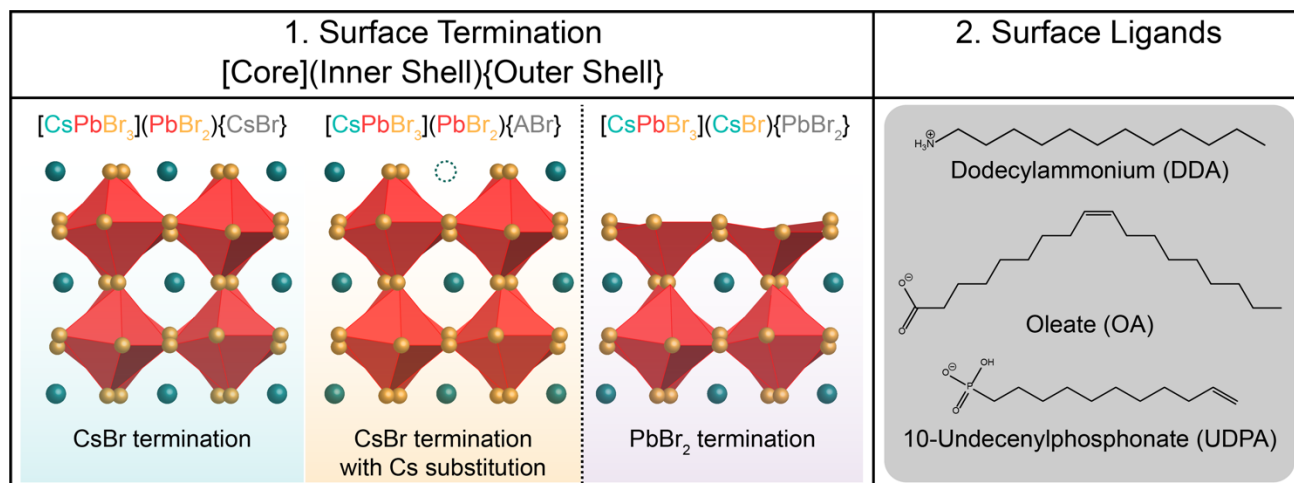 1. Surface Termination
[Core](Inner Shell){Outer Shell}
2. Surface Ligands
[CsPbBr₃](PbBr₂){CsBr}
[CsPbBr₃](PbBr₂){ABr}
[CsPbBr₃](CsBr){PbBr₂}
CsBr termination
CsBr termination
with Cs substitution
PbBr₂ termination
H₃N⊕
Dodecylammonium (DDA)
O⊖
O
Oleate (OA)
OH
O⊖
P
O
10-Undecenylphosphonate (UDPA)